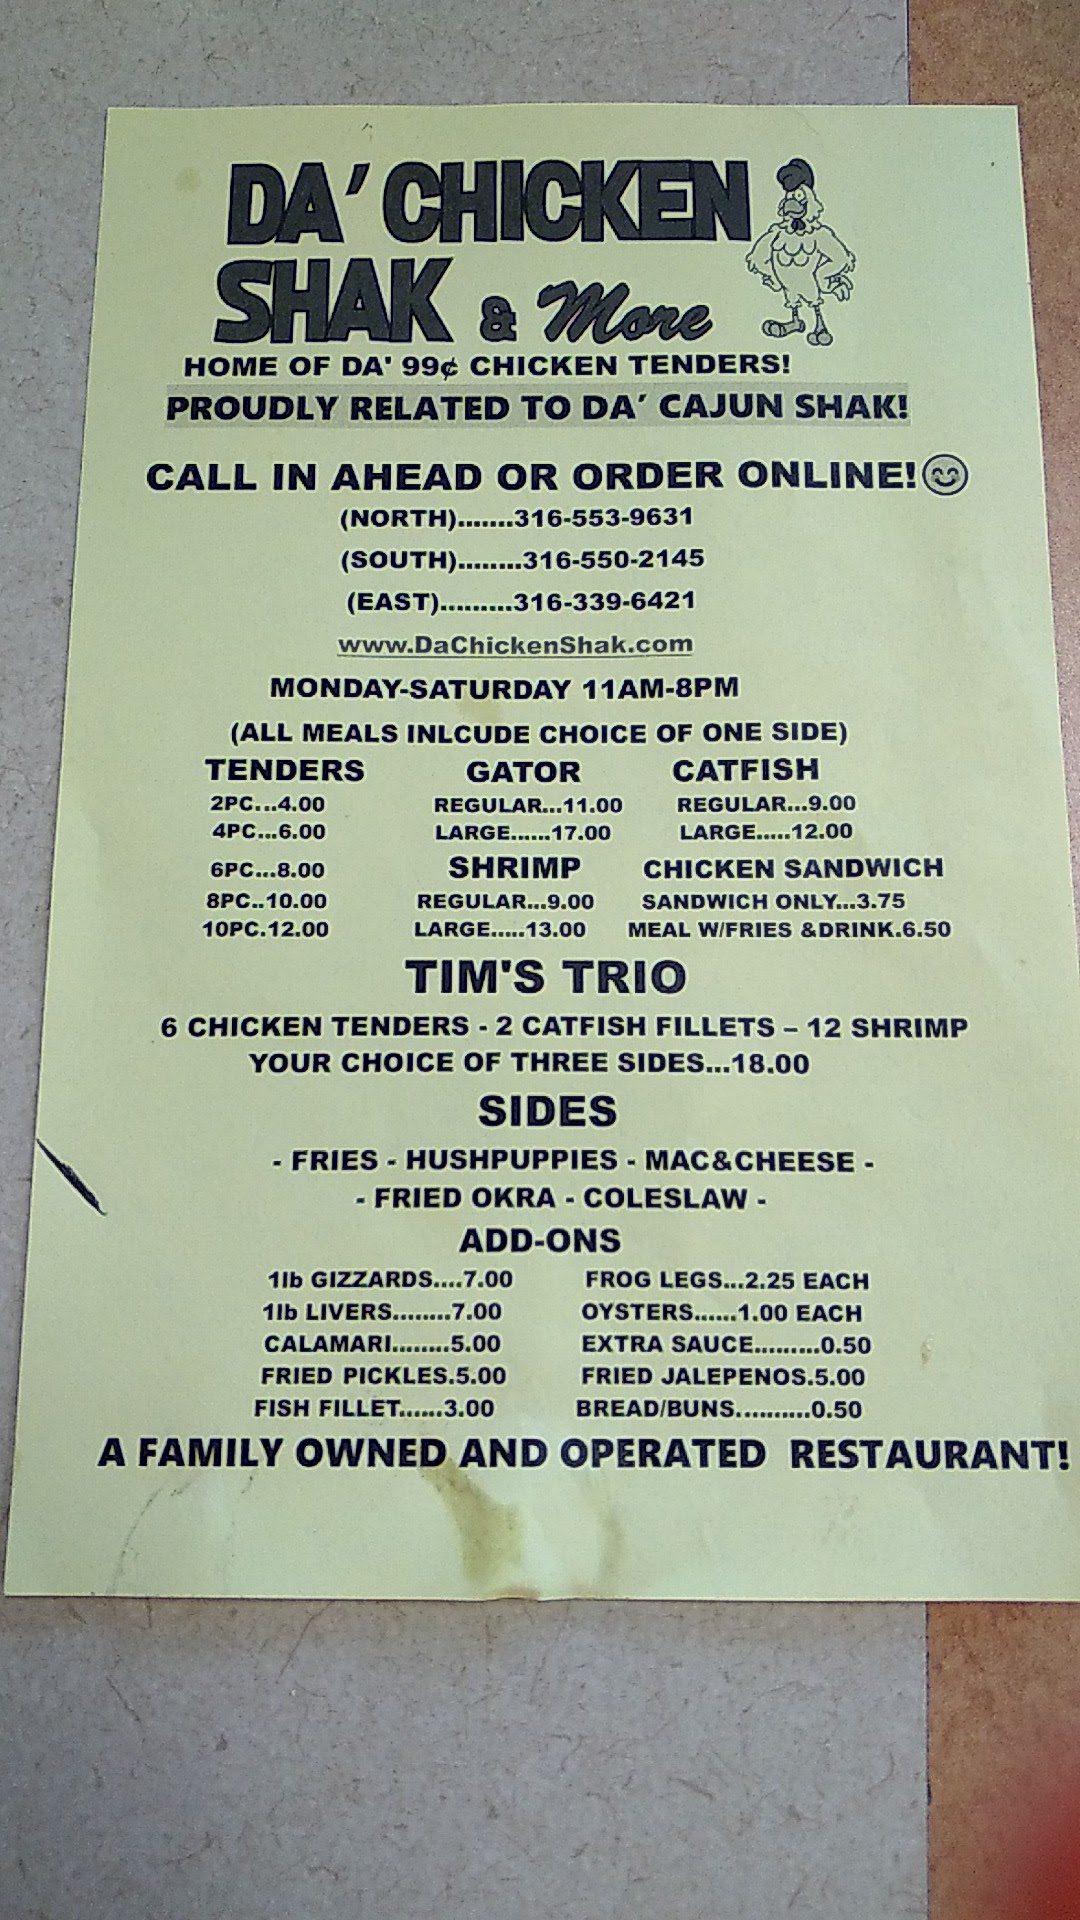 DA' CHICKEN
SHAK & More
HOME OF DA' 99¢ CHICKEN TENDERS!
PROUDLY RELATED TO DA' CAJUN SHAK!
CALL IN AHEAD OR ORDER ONLINE!😊
(NORTH).......316-553-9631
(SOUTH)........316-550-2145
(EAST).........316-339-6421
www.DaChickenShak.com
MONDAY-SATURDAY 11AM-8PM
(ALL MEALS INLCUDE CHOICE OF ONE SIDE)
TENDERS GATOR CATFISH
2PC...4.00 REGULAR...11.00 REGULAR...9.00
4PC...6.00 LARGE......17.00 LARGE.....12.00
6PC...8.00 SHRIMP CHICKEN SANDWICH
8PC..10.00 REGULAR...9.00 SANDWICH ONLY...3.75
10PC.12.00 LARGE.....13.00 MEAL W/FRIES &DRINK.6.50
TIM'S TRIO
6 CHICKEN TENDERS - 2 CATFISH FILLETS – 12 SHRIMP
YOUR CHOICE OF THREE SIDES...18.00
SIDES
- FRIES - HUSHPUPPIES - MAC&CHEESE -
- FRIED OKRA - COLESLAW -
ADD-ONS
1lb GIZZARDS....7.00 FROG LEGS...2.25 EACH
1lb LIVERS........7.00 OYSTERS......1.00 EACH
CALAMARI........5.00 EXTRA SAUCE.........0.50
FRIED PICKLES.5.00 FRIED JALEPENOS.5.00
FISH FILLET......3.00 BREAD/BUNS..........0.50
A FAMILY OWNED AND OPERATED RESTAURANT!